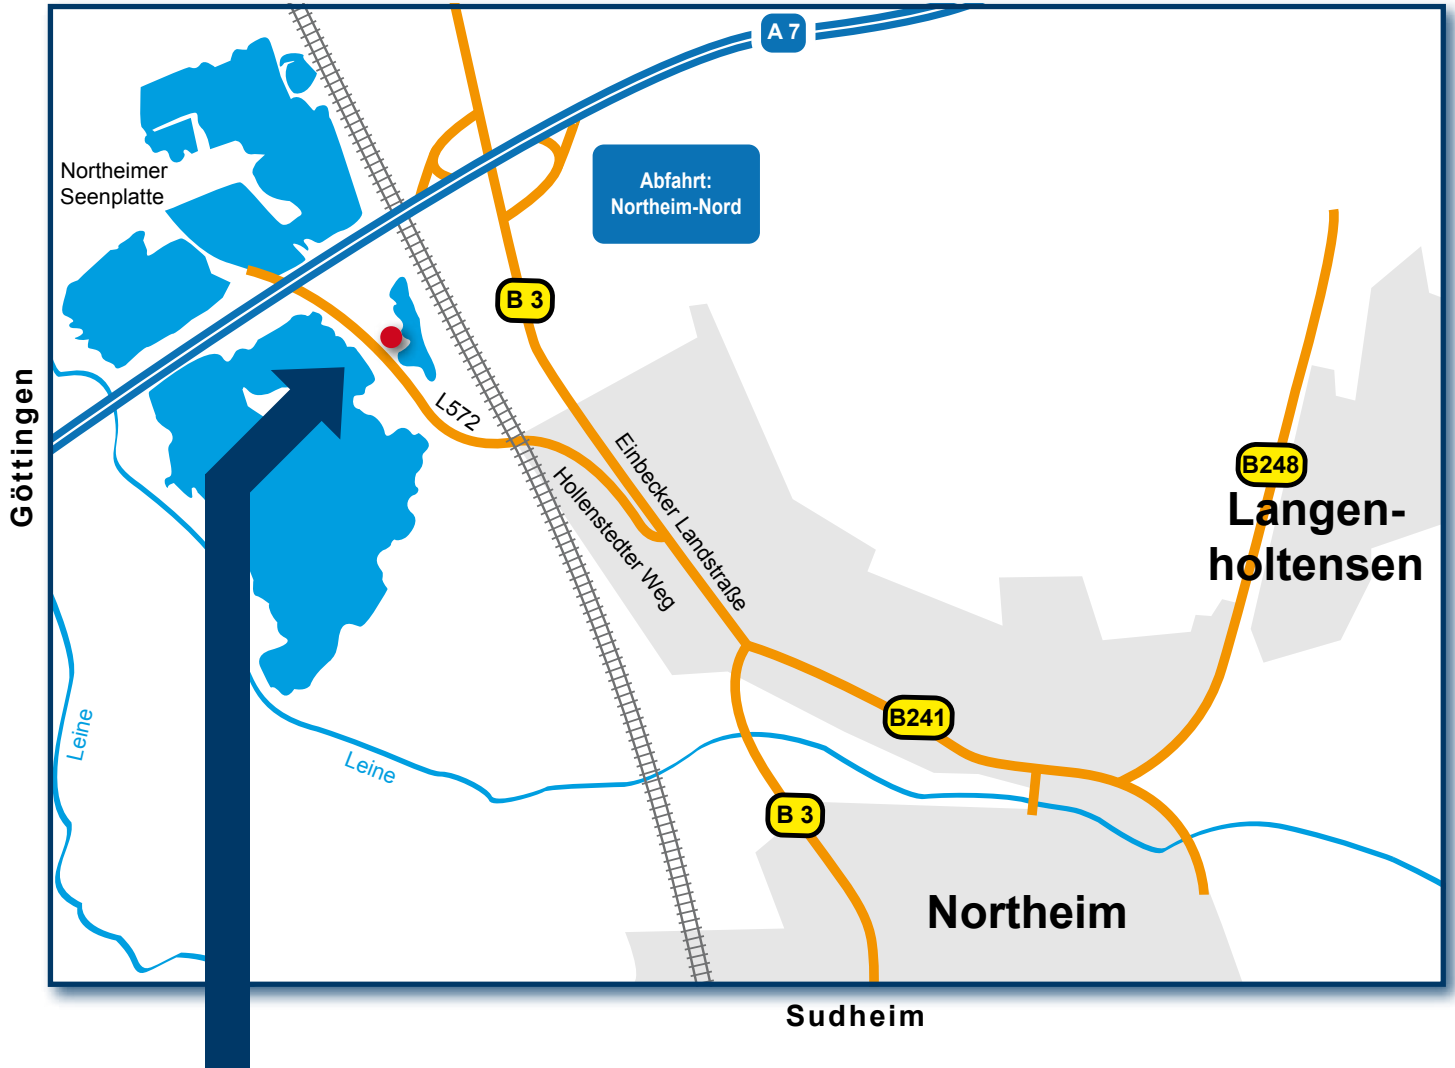 A 7
Northeimer
Seenplatte
Abfahrt:
Northeim-Nord
B 3
Göttingen
L572
Einbecker Landstraße
Hollenstedter Weg
B248
Langen-
holtensen
Leine
Leine
B241
B 3
Northeim
Sudheim